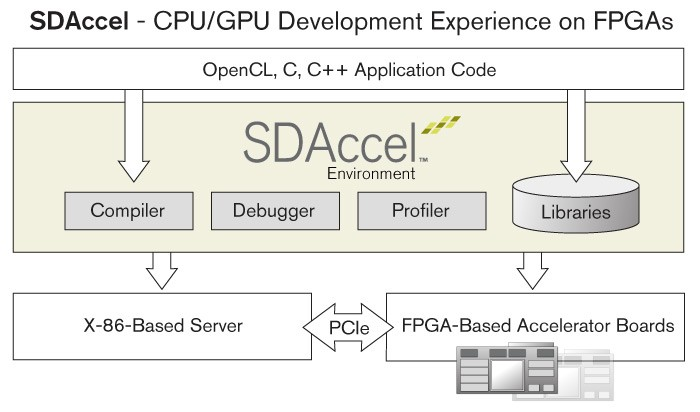 SDAccel - CPU/GPU Development Experience on FPGAs
OpenCL, C, C++ Application Code
SDAccel™
Environment
Compiler
Debugger
Profiler
Libraries
X-86-Based Server
PCIe
FPGA-Based Accelerator Boards